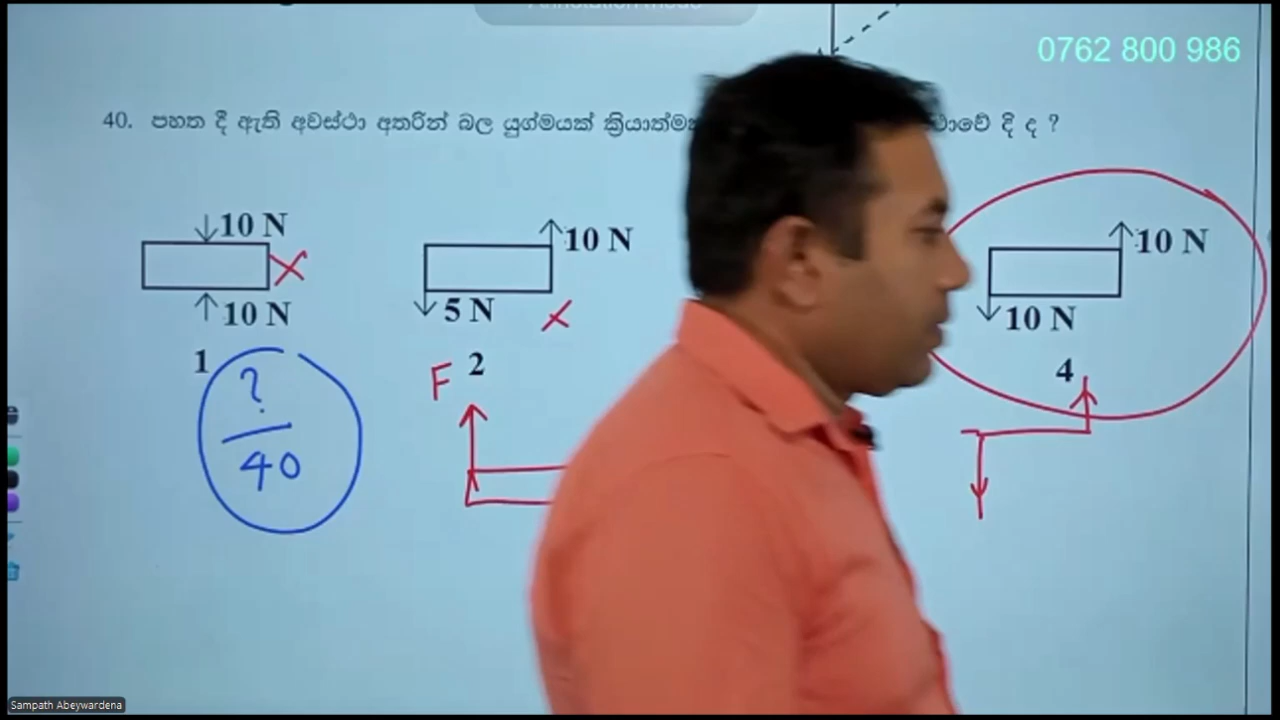 0762 800 986
40. පහත දී ඇති අවස්ථා අතරින් බල යුග්මයක් දි ද ?
10 N
10 N
1
10 N
5 N
2
10 N
10 N
4
?
40
F
Sampath Abeywardena